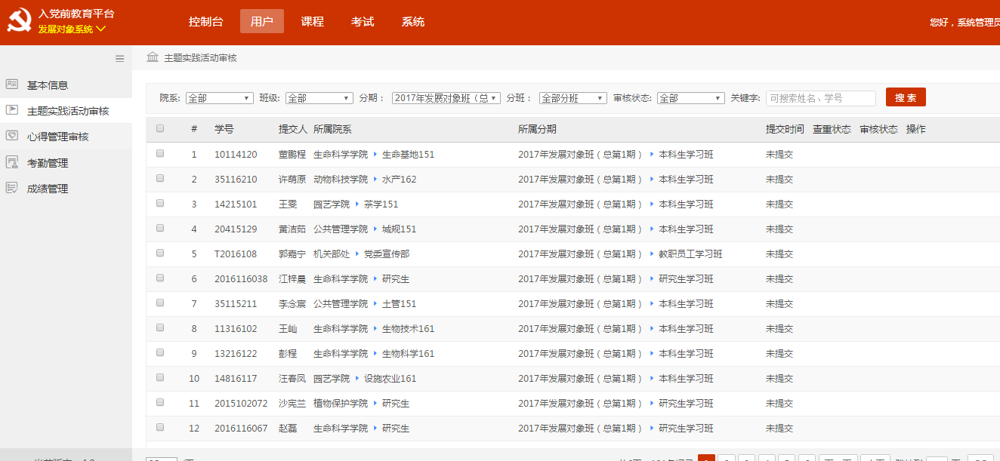 入党前教育平台
发展对象系统
控制台 用户 课程 考试 系统
您好，系统管理员
主题实践活动审核
基本信息
主题实践活动审核
心得管理审核
考勤管理
成绩管理
院系: 全部 班级: 全部 分期： 2017年发展对象班（总 分班： 全部分班 审核状态: 全部 关键字: 可搜索姓名、学号 搜 索
# 学号 提交人 所属院系 所属分期 提交时间 查重状态 审核状态 操作
1 10114120 董鹏程 生命科学学院 生命基地151 2017年发展对象班（总第1期） 本科生学习班 未提交
2 35116210 许萌原 动物科技学院 水产162 2017年发展对象班（总第1期） 本科生学习班 未提交
3 14215101 王雯 园艺学院 茶学151 2017年发展对象班（总第1期） 本科生学习班 未提交
4 20415129 黄洁茹 公共管理学院 城规151 2017年发展对象班（总第1期） 本科生学习班 未提交
5 T2016108 郭嘉宁 机关部处 党委宣传部 2017年发展对象班（总第1期） 教职员工学习班 未提交
6 2016116038 江梓晨 生命科学学院 研究生 2017年发展对象班（总第1期） 研究生学习班 未提交
7 35115211 李念宸 公共管理学院 土管151 2017年发展对象班（总第1期） 本科生学习班 未提交
8 11316102 王屾 生命科学学院 生物技术161 2017年发展对象班（总第1期） 本科生学习班 未提交
9 13216122 彭程 生命科学学院 生物科学161 2017年发展对象班（总第1期） 本科生学习班 未提交
10 14816117 汪春凤 园艺学院 设施农业161 2017年发展对象班（总第1期） 本科生学习班 未提交
11 2015102072 沙宪兰 植物保护学院 研究生 2017年发展对象班（总第1期） 研究生学习班 未提交
12 2016116067 赵磊 生命科学学院 研究生 2017年发展对象班（总第1期） 研究生学习班 未提交